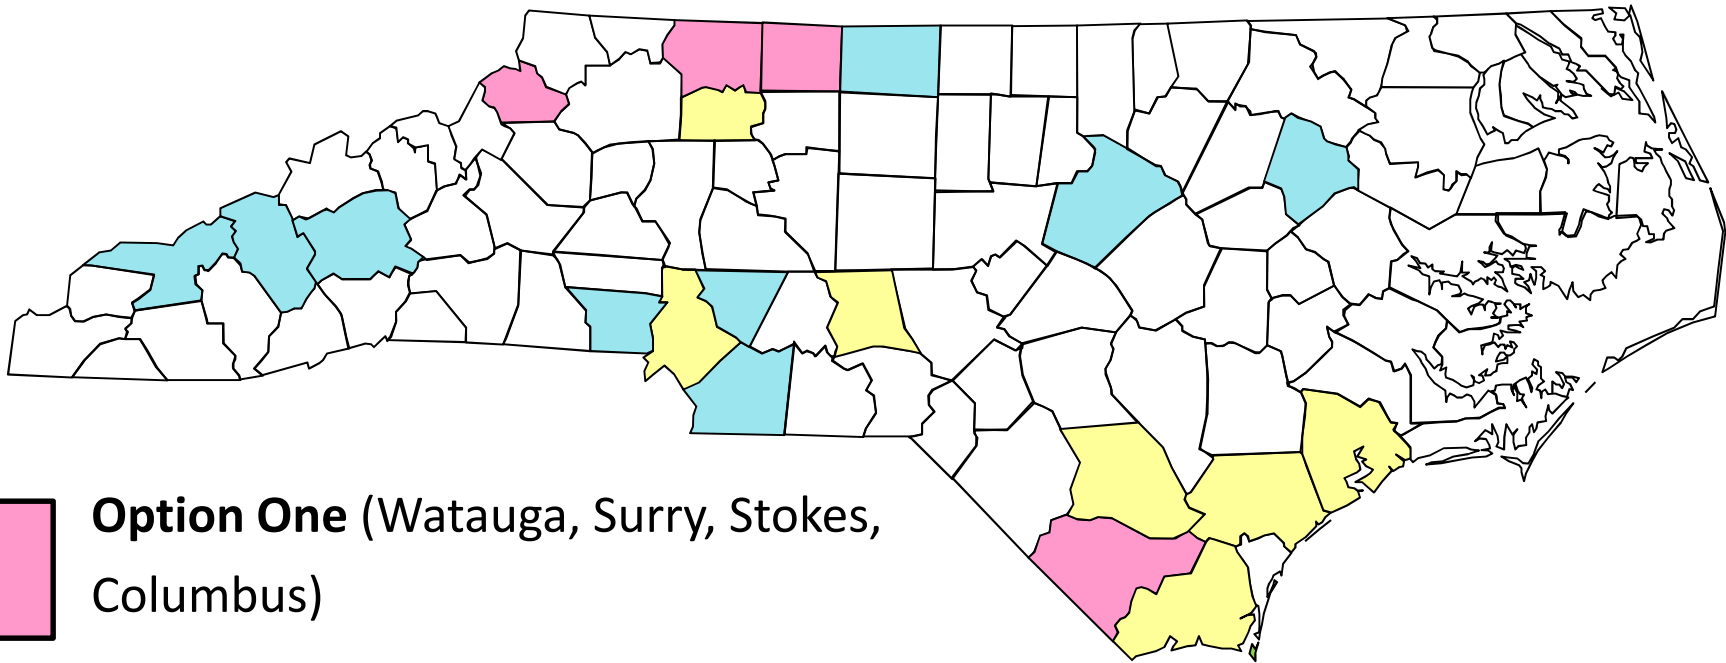 Option One (Watauga, Surry, Stokes,
Columbus)